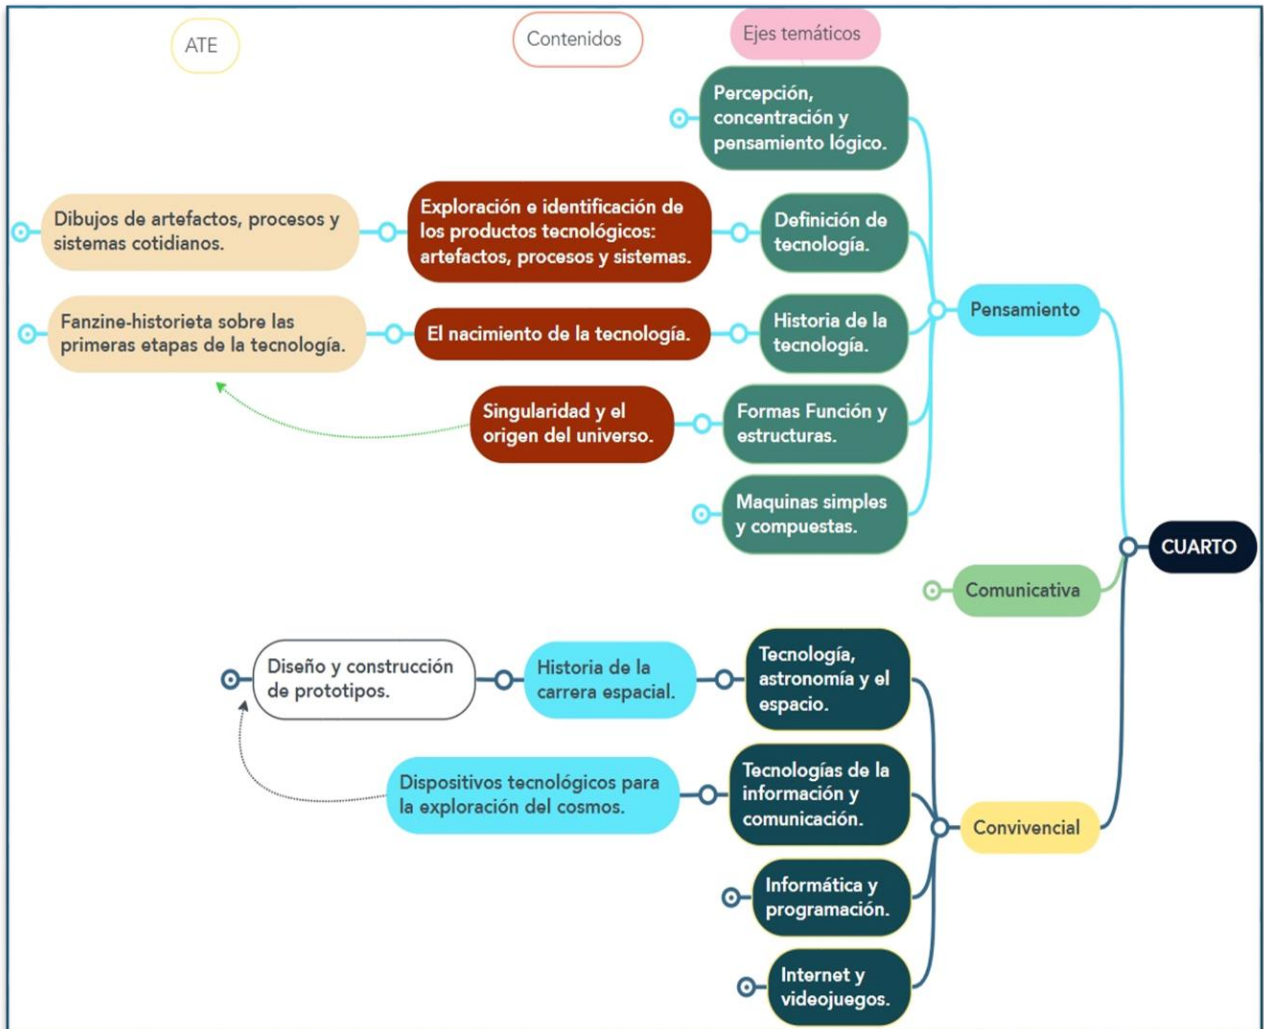 ATE
Contenidos
Ejes temáticos
Percepción,
concentración y
pensamiento lógico.
Dibujos de artefactos, procesos y
sistemas cotidianos.
Exploración e identificación de
los productos tecnológicos:
artefactos, procesos y sistemas.
Definición de
tecnología.
Pensamiento
Fanzine-historieta sobre las
primeras etapas de la tecnología.
El nacimiento de la tecnología.
Historia de la
tecnología.
Singularidad y el
origen del universo.
Formas Función y
estructuras.
Maquinas simples
y compuestas.
CUARTO
Comunicativa
Diseño y construcción
de prototipos.
Historia de la
carrera espacial.
Tecnología,
astronomía y el
espacio.
Dispositivos tecnológicos para
la exploración del cosmos.
Tecnologías de la
información y
comunicación.
Convivencial
Informática y
programación.
Internet y
videojuegos.